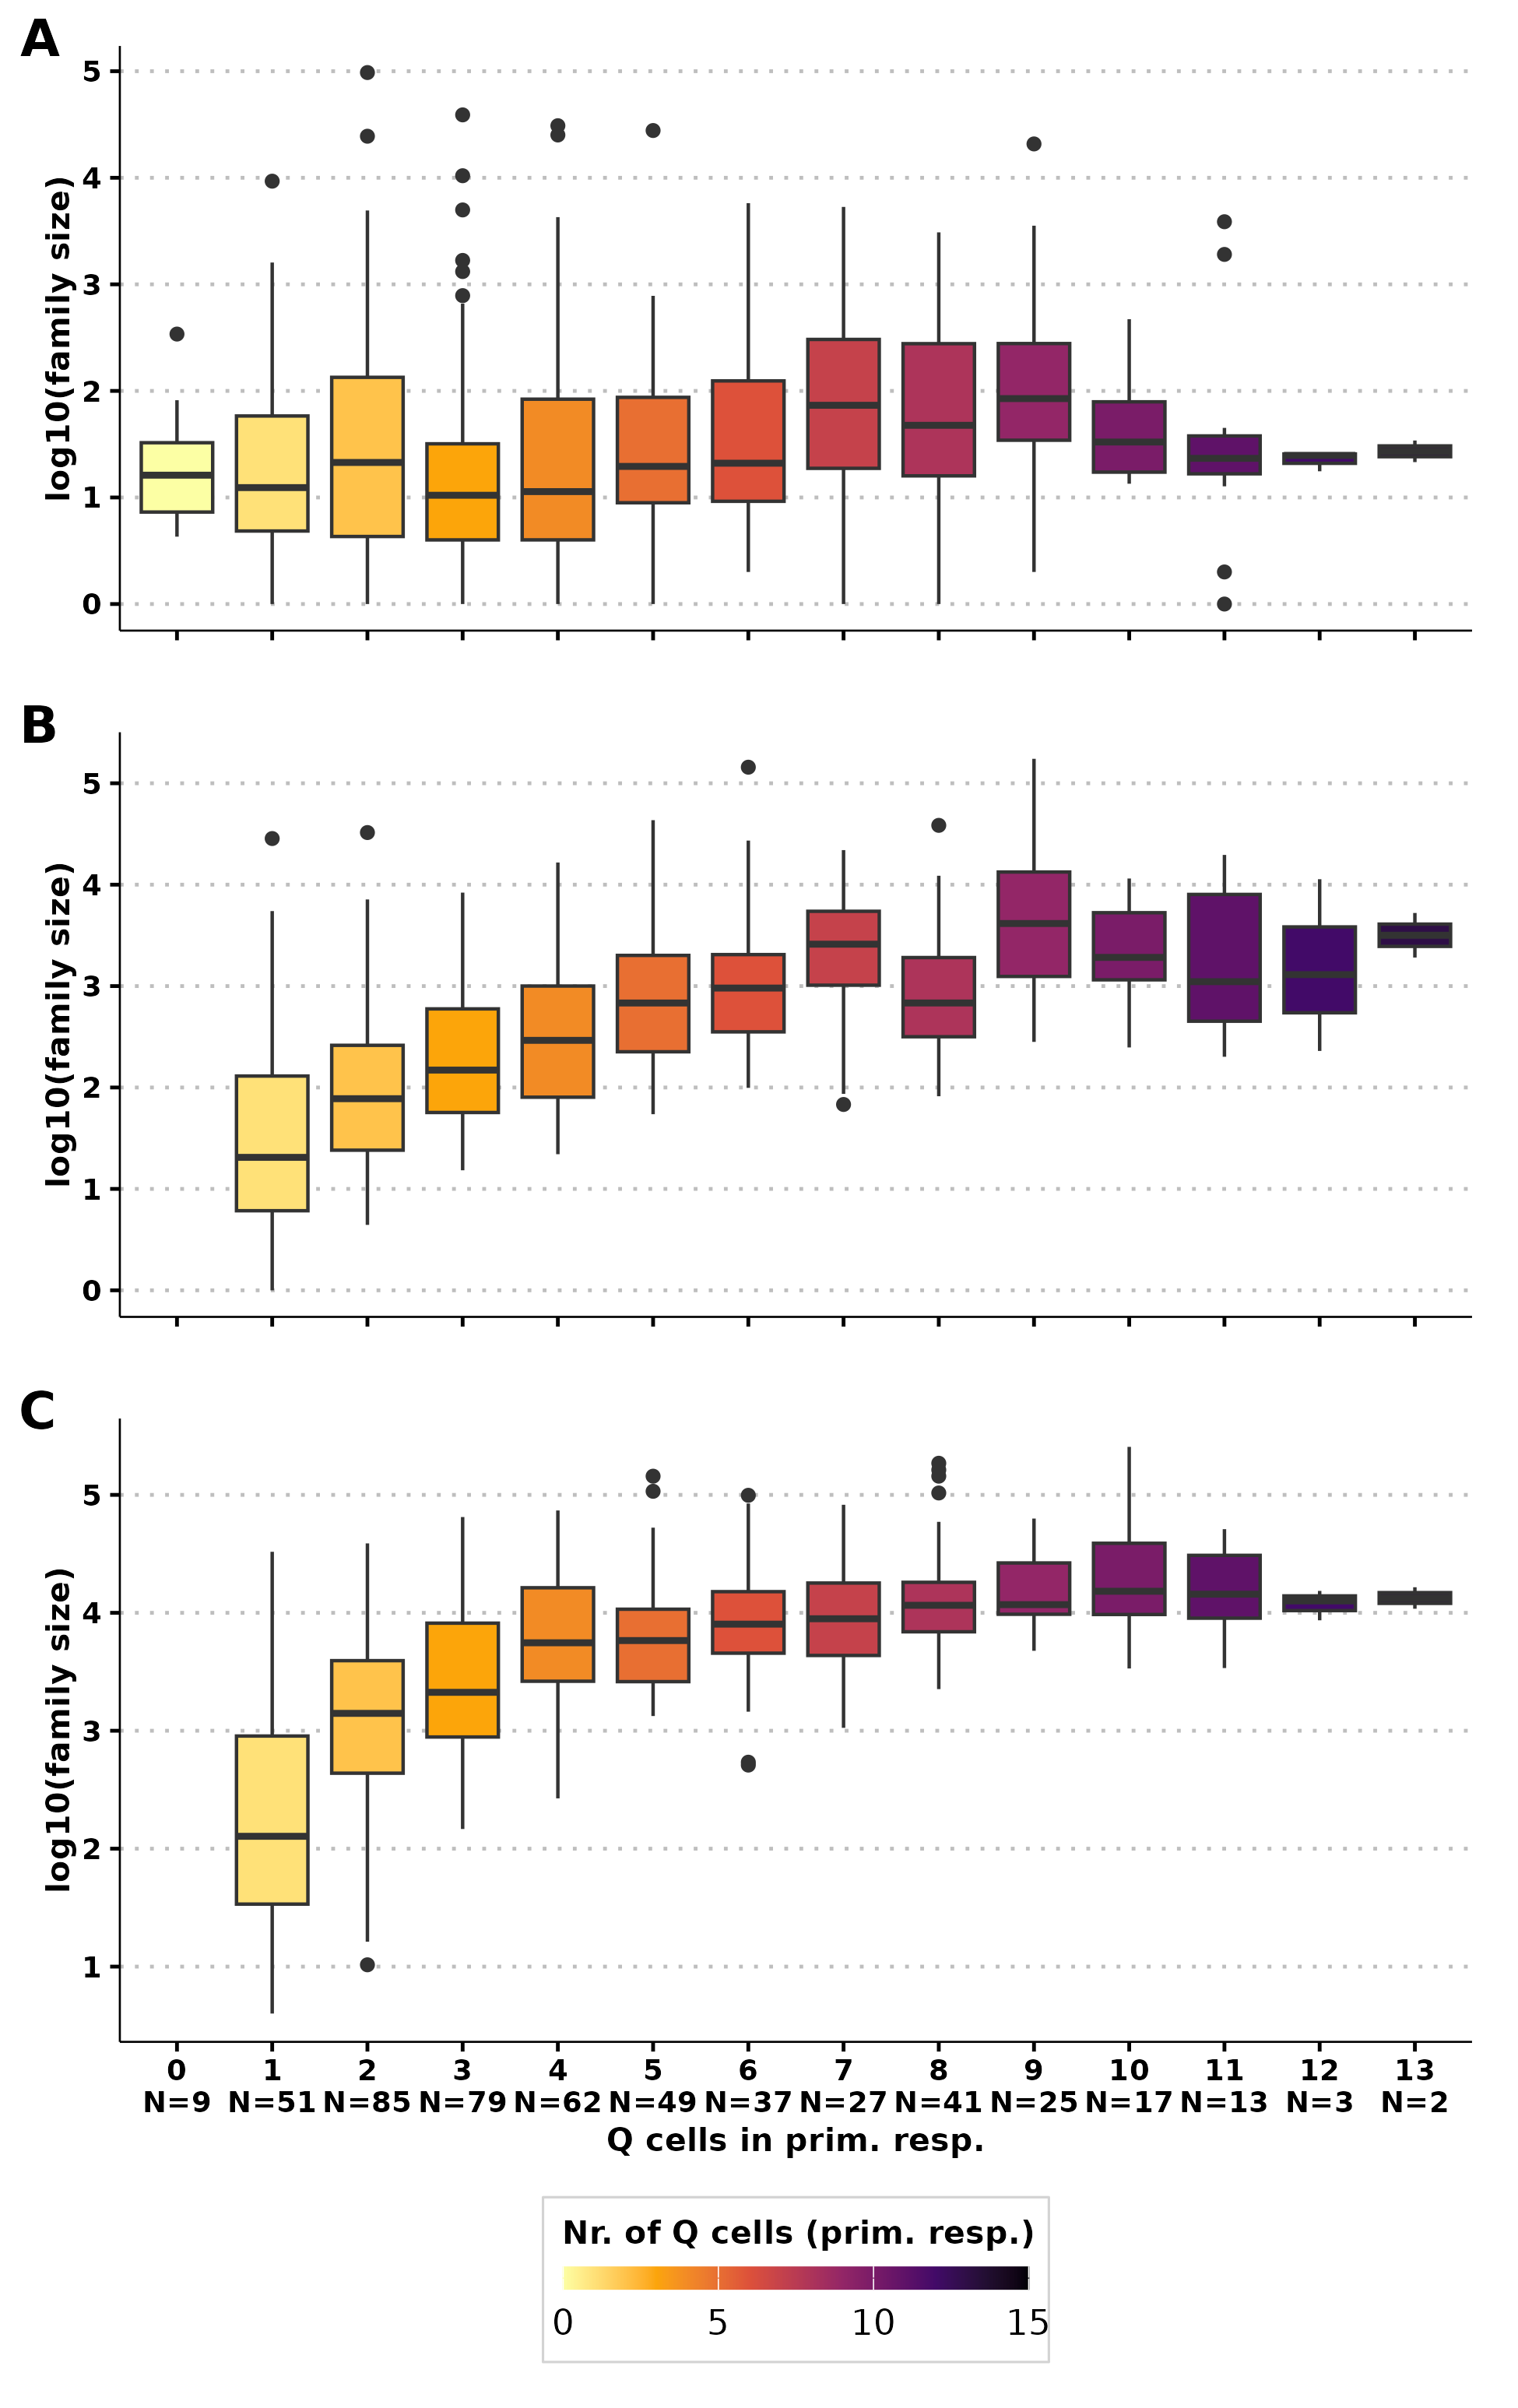 A
log10(family size)
5
4
3
2
1
0
B
log10(family size)
5
4
3
2
1
0
C
log10(family size)
5
4
3
2
1
0 1 2 3 4 5 6 7 8 9 10 11 12 13
N=9 N=51 N=85 N=79 N=62 N=49 N=37 N=27 N=41 N=25 N=17 N=13 N=3 N=2
Q cells in prim. resp.
Nr. of Q cells (prim. resp.)
0 5 10 15